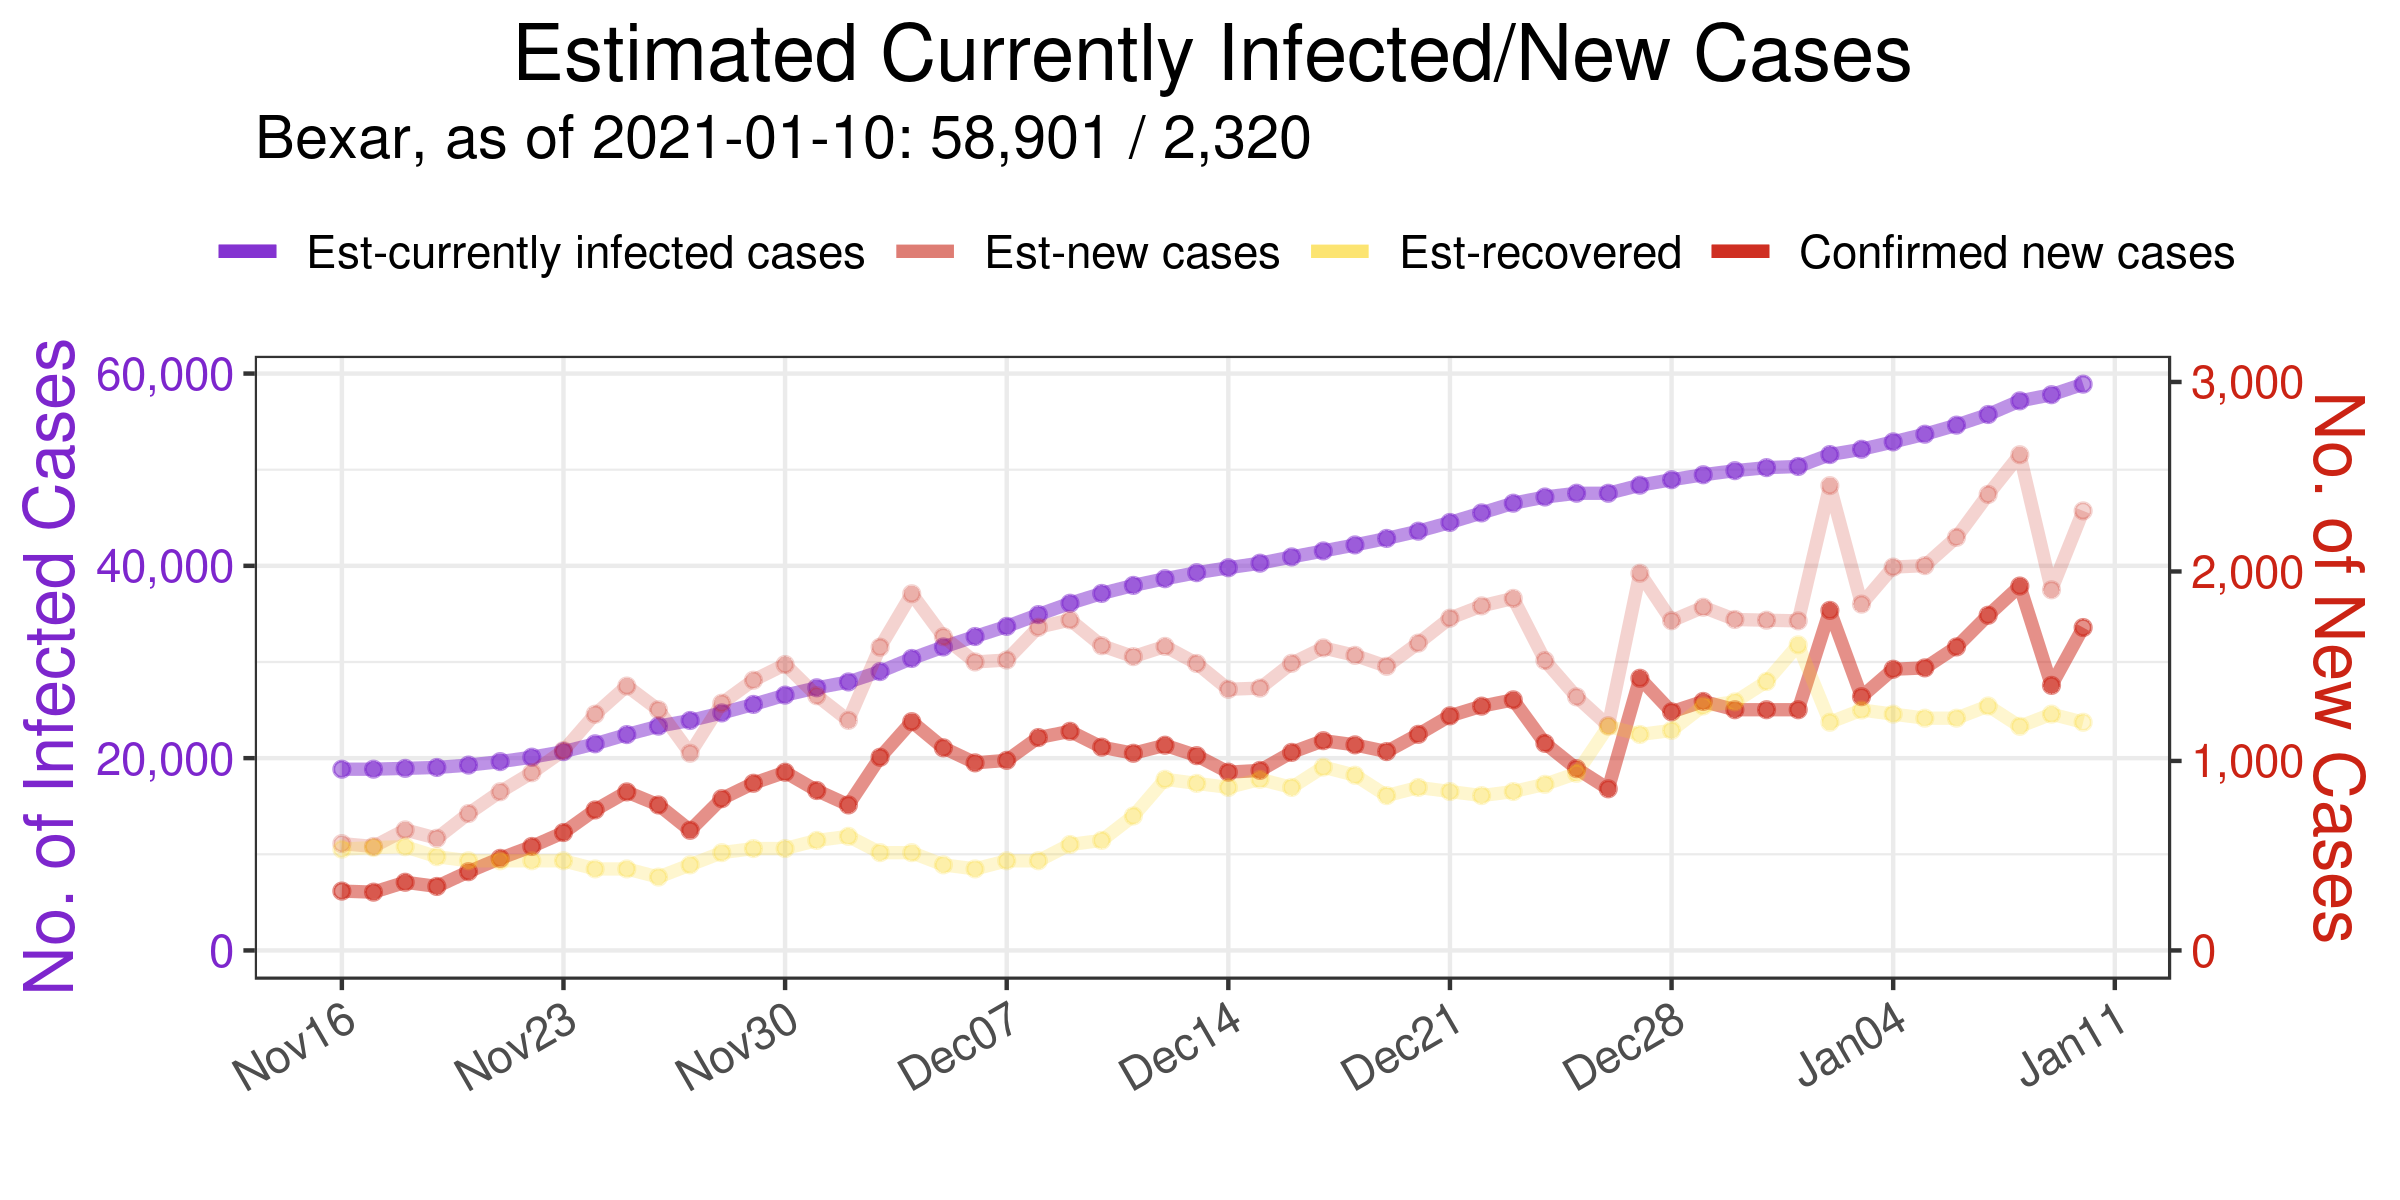 Estimated Currently Infected/New Cases
Bexar, as of 2021-01-10: 58,901 / 2,320
Est-currently infected cases Est-new cases Est-recovered Confirmed new cases
No. of Infected Cases
60,000
40,000
20,000
0
3,000
2,000
1,000
0
No. of New Cases
Nov16 Nov23 Nov30 Dec07 Dec14 Dec21 Dec28 Jan04 Jan11